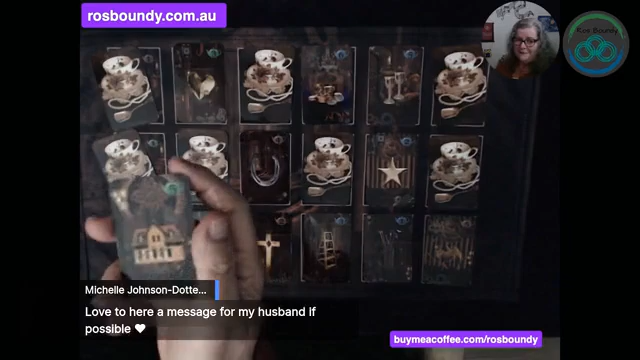 rosboundy.com.au
Ros Boundy
Michelle Johnson-Dotte...
Love to here a message for my husband if
possible ♥
buymeacoffee.com/rosboundy